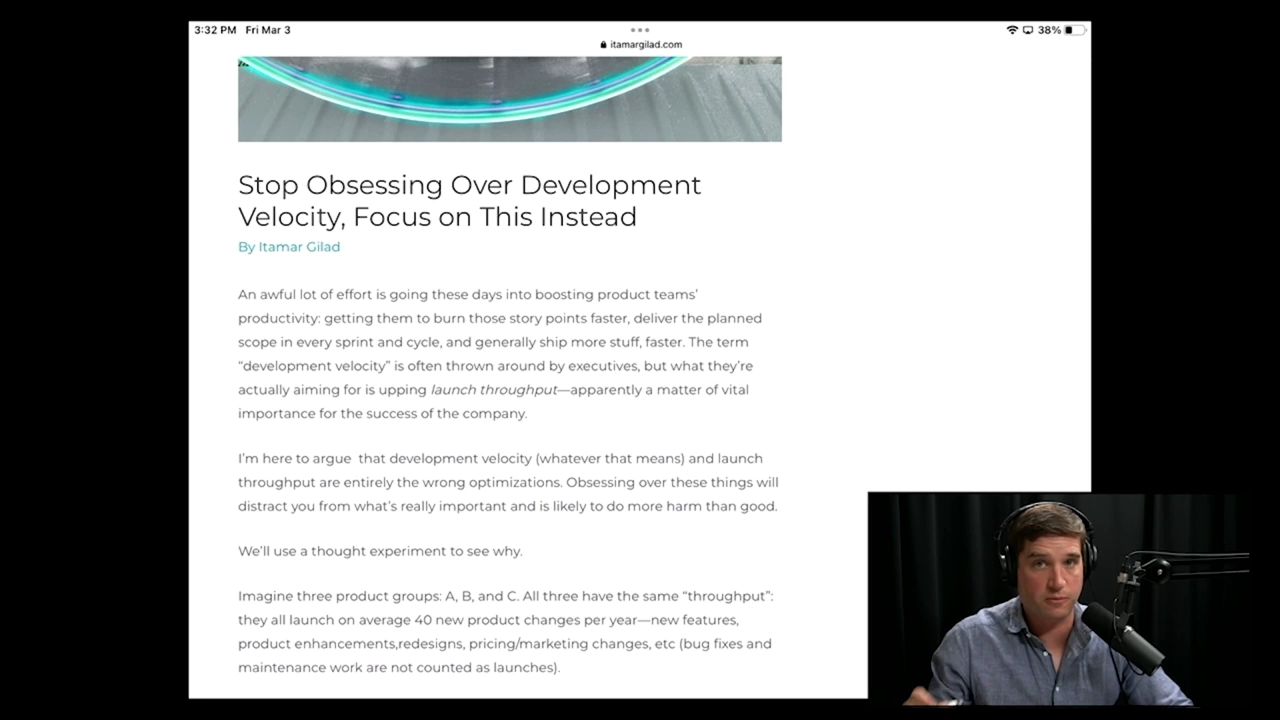 3:32 PM Fri Mar 3
38%
itamargilad.com
Stop Obsessing Over Development
Velocity, Focus on This Instead
By Itamar Gilad
An awful lot of effort is going these days into boosting product teams’
productivity: getting them to burn those story points faster, deliver the planned
scope in every sprint and cycle, and generally ship more stuff, faster. The term
“development velocity” is often thrown around by executives, but what they’re
actually aiming for is upping launch throughput—apparently a matter of vital
importance for the success of the company.
I’m here to argue  that development velocity (whatever that means) and launch
throughput are entirely the wrong optimizations. Obsessing over these things will
distract you from what’s really important and is likely to do more harm than good.
We’ll use a thought experiment to see why.
Imagine three product groups: A, B, and C. All three have the same “throughput”:
they all launch on average 40 new product changes per year—new features,
product enhancements,redesigns, pricing/marketing changes, etc (bug fixes and
maintenance work are not counted as launches).